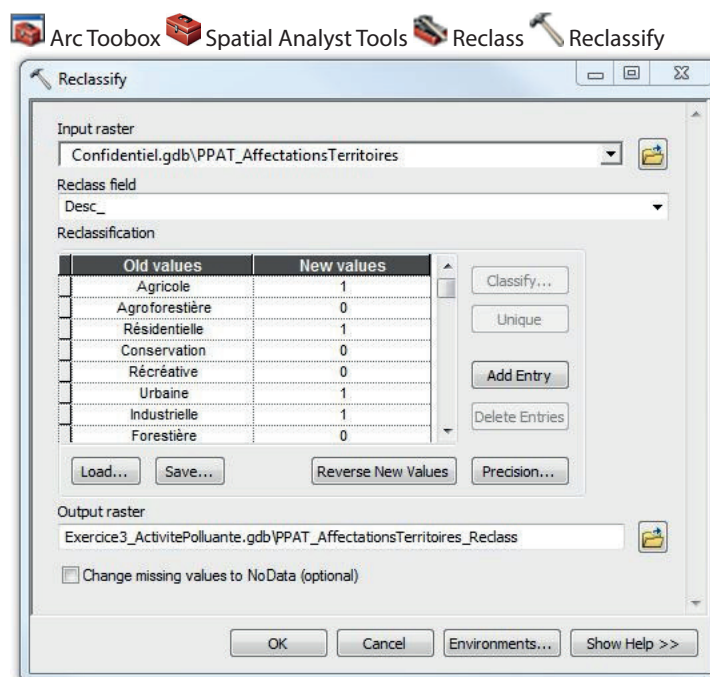 Arc Toobox Spatial Analyst Tools Reclass Reclassify
Reclassify
Input raster
Confidentiel.gdb\PPAT_AffectationsTerritoires
Reclass field
Desc_
Reclassification
Old values New values
Agricole 1
Agroforestière 0
Résidentielle 1
Conservation 0
Récréative 0
Urbaine 1
Industrielle 1
Forestière 0
Classify...
Unique
Add Entry
Delete Entries
Load... Save... Reverse New Values Precision...
Output raster
Exercice3_ActivitePolluante.gdb\PPAT_AffectationsTerritoires_Reclass
Change missing values to NoData (optional)
OK Cancel Environments... Show Help >>